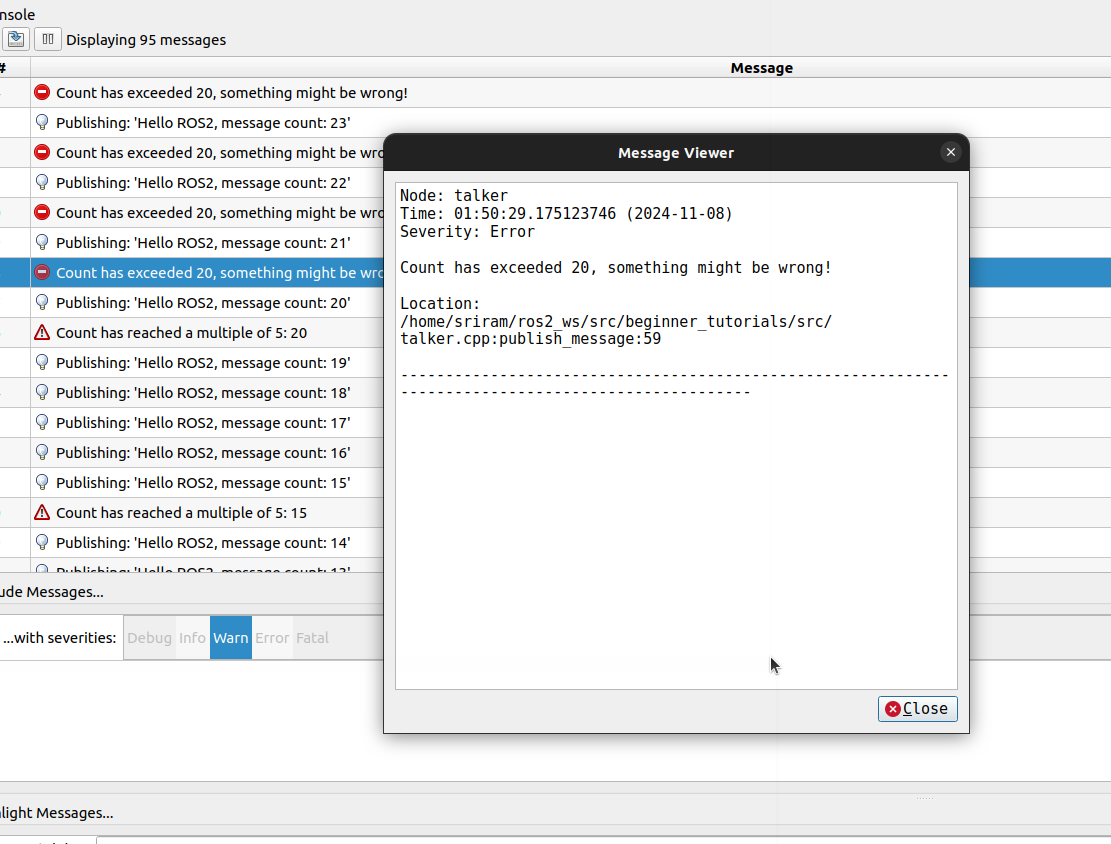 nsole
Displaying 95 messages
# Message
Count has exceeded 20, something might be wrong!
Publishing: 'Hello ROS2, message count: 23'
Count has exceeded 20, something might be wro
Publishing: 'Hello ROS2, message count: 22'
Count has exceeded 20, something might be wro
Publishing: 'Hello ROS2, message count: 21'
Count has exceeded 20, something might be wro
Publishing: 'Hello ROS2, message count: 20'
Count has reached a multiple of 5: 20
Publishing: 'Hello ROS2, message count: 19'
Publishing: 'Hello ROS2, message count: 18'
Publishing: 'Hello ROS2, message count: 17'
Publishing: 'Hello ROS2, message count: 16'
Publishing: 'Hello ROS2, message count: 15'
Count has reached a multiple of 5: 15
Publishing: 'Hello ROS2, message count: 14'
Publishing: 'Hello ROS2, message count: 13'
ude Messages...
...with severities: Debug Info Warn Error Fatal
light Messages...
Message Viewer
Node: talker
Time: 01:50:29.175123746 (2024-11-08)
Severity: Error
Count has exceeded 20, something might be wrong!
Location:
/home/sriram/ros2_ws/src/beginner_tutorials/src/
talker.cpp:publish_message:59
-------------------------------------------------------------
---------------------------------------
Close